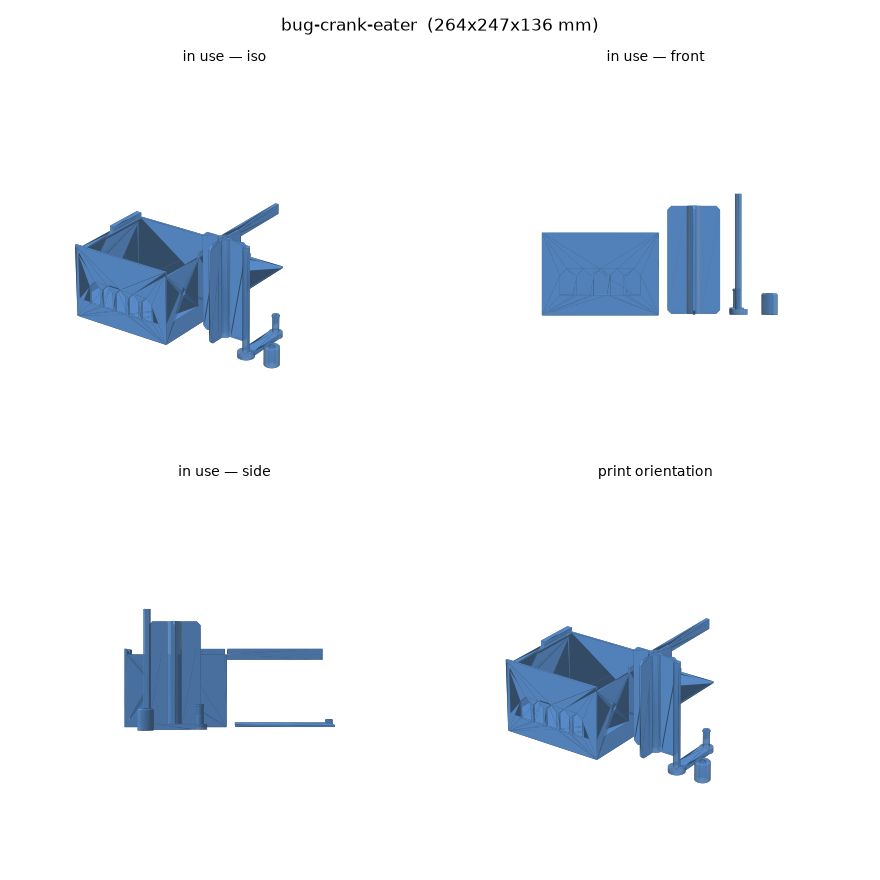 bug-crank-eater (264x247x136 mm)
in use — iso
in use — front
in use — side
print orientation